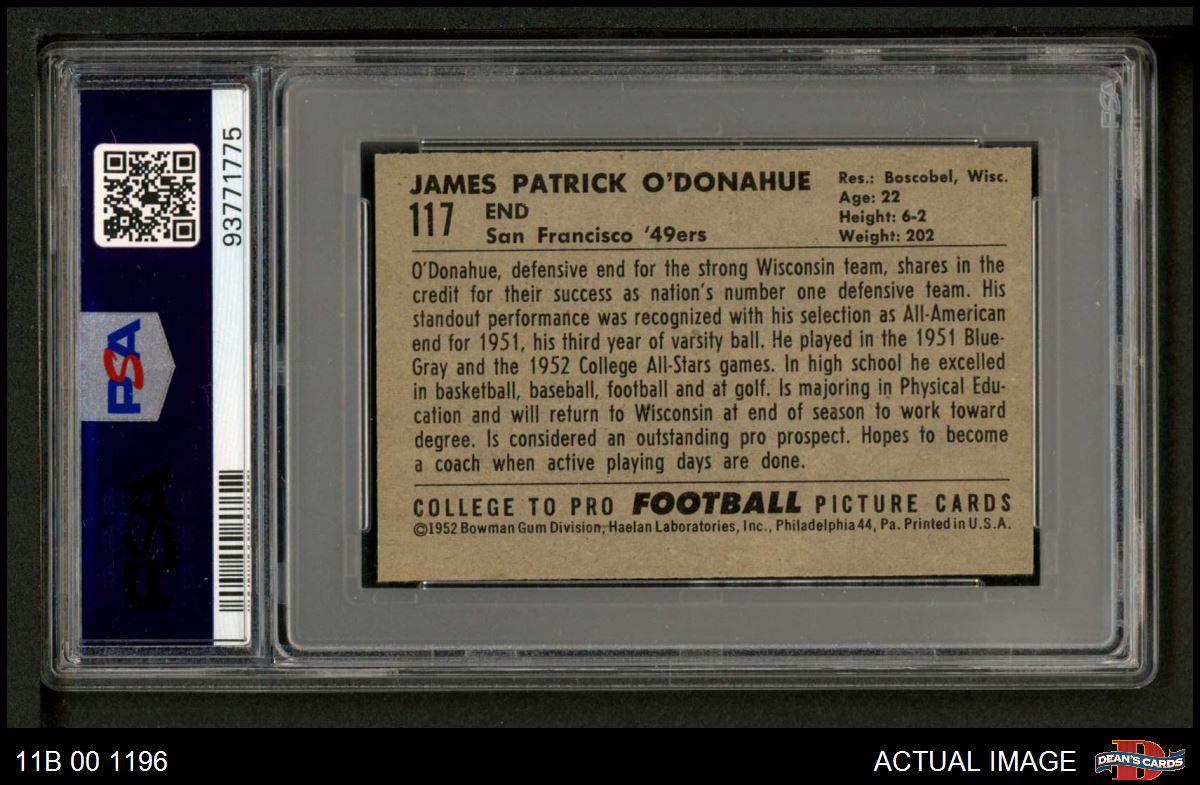 93771775
PSA
PSA
PSA
JAMES PATRICK O'DONAHUE
117
END
San Francisco '49ers
Res.: Boscobel, Wisc.
Age: 22
Height: 6-2
Weight: 202
O'Donahue, defensive end for the strong Wisconsin team, shares in the
credit for their success as nation's number one defensive team. His
standout performance was recognized with his selection as All-American
end for 1951, his third year of varsity ball. He played in the 1951 Blue-
Gray and the 1952 College All-Stars games. In high school he excelled
in basketball, baseball, football and at golf. Is majoring in Physical Edu-
cation and will return to Wisconsin at end of season to work toward
degree. Is considered an outstanding pro prospect. Hopes to become
a coach when active playing days are done.
COLLEGE TO PRO FOOTBALL PICTURE CARDS
©1952 Bowman Gum Division, Haelan Laboratories, Inc., Philadelphia 44, Pa. Printed in U.S.A.
11B 00 1196
ACTUAL IMAGE
D
DEAN'S CARDS